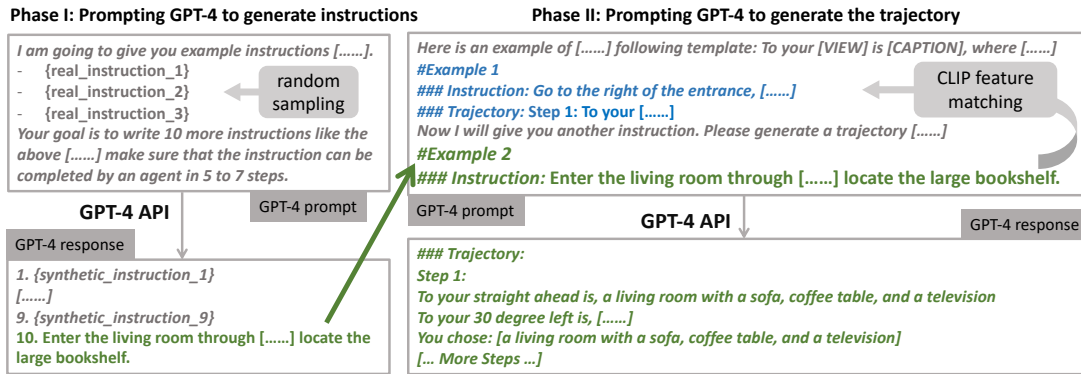 Phase I: Prompting GPT-4 to generate instructions
I am going to give you example instructions [......].
- {real_instruction_1}
- {real_instruction_2}
- {real_instruction_3}
random
sampling
Your goal is to write 10 more instructions like the
above [......] make sure that the instruction can be
completed by an agent in 5 to 7 steps.
GPT-4 prompt
GPT-4 API
GPT-4 response
1. {synthetic_instruction_1}
[......]
9. {synthetic_instruction_9}
10. Enter the living room through [......] locate the
large bookshelf.
Phase II: Prompting GPT-4 to generate the trajectory
Here is an example of [......] following template: To your [VIEW] is [CAPTION], where [......]
#Example 1
### Instruction: Go to the right of the entrance, [......]
### Trajectory: Step 1: To your [......]
CLIP feature
matching
Now I will give you another instruction. Please generate a trajectory [......]
#Example 2
### Instruction: Enter the living room through [......] locate the large bookshelf.
GPT-4 prompt
GPT-4 API
GPT-4 response
### Trajectory:
Step 1:
To your straight ahead is, a living room with a sofa, coffee table, and a television
To your 30 degree left is, [......]
You chose: [a living room with a sofa, coffee table, and a television]
[... More Steps ...]